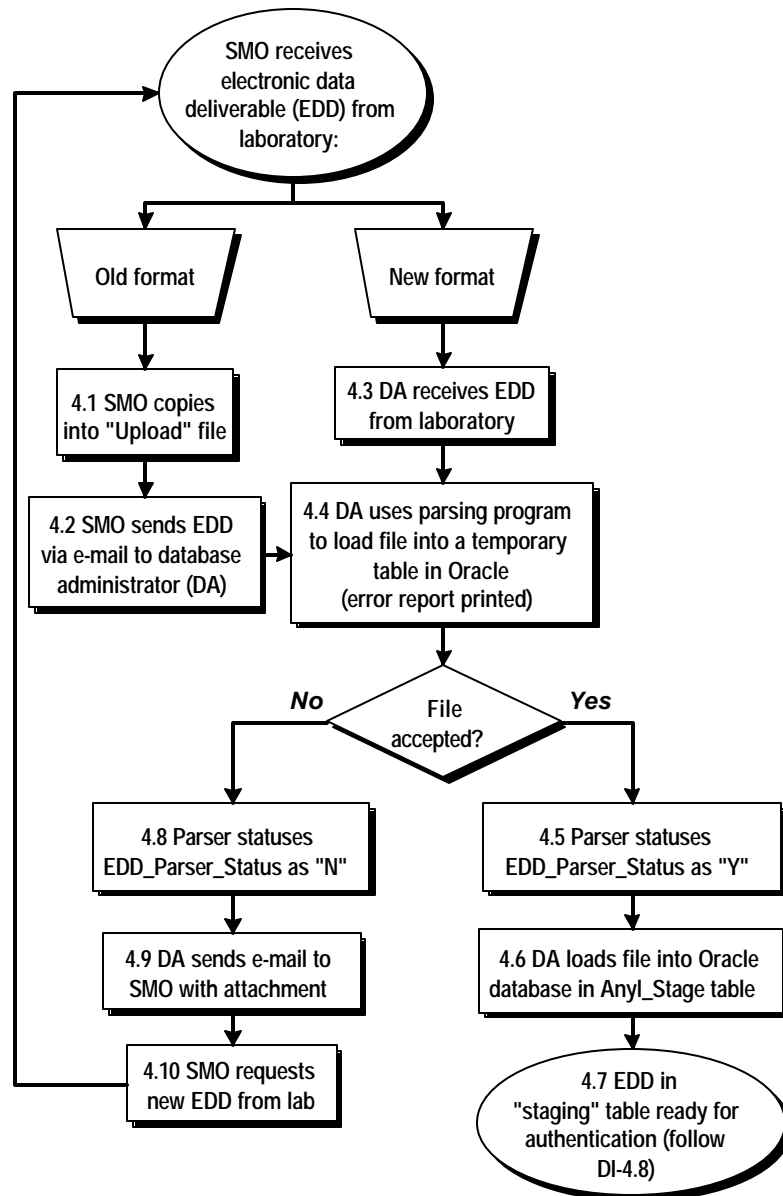 SMO receives
electronic data
deliverable (EDD) from
laboratory:
Old format
New format
4.1 SMO copies
into "Upload" file
4.3 DA receives EDD
from laboratory
4.2 SMO sends EDD
via e-mail to database
administrator (DA)
4.4 DA uses parsing program
to load file into a temporary
table in Oracle
(error report printed)
No
File
accepted?
Yes
4.8 Parser statuses
EDD_Parser_Status as "N"
4.5 Parser statuses
EDD_Parser_Status as "Y"
4.9 DA sends e-mail to
SMO with attachment
4.6 DA loads file into Oracle
database in Anyl_Stage table
4.10 SMO requests
new EDD from lab
4.7 EDD in
"staging" table ready for
authentication (follow
DI-4.8)